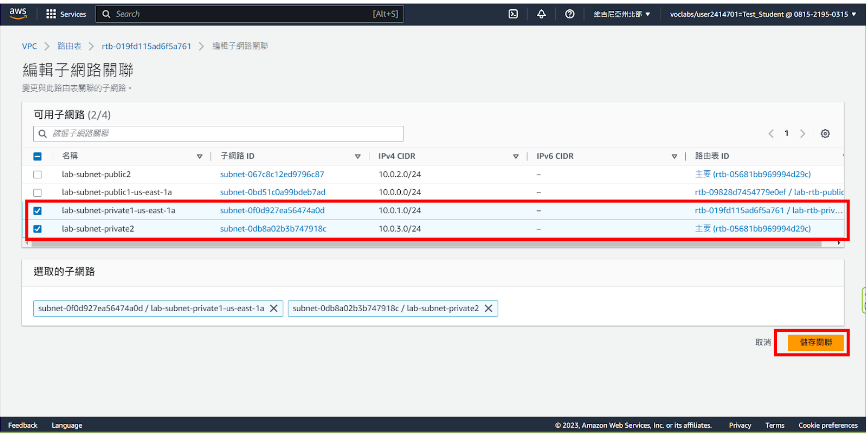 aws Services Search [Alt+S] 維吉尼亞州北部 ▼ voclabs/user2414701=Test_Student @ 0815-2195-0315 ▼
VPC > 路由表 > rtb-019fd115ad6f5a761 > 編輯子網路關聯
編輯子網路關聯
變更與此路由表關聯的子網路。
可用子網路 (2/4)
篩選子網路關聯
< 1 >
名稱 子網路 ID IPv4 CIDR IPv6 CIDR 路由表 ID
lab-subnet-public2 subnet-067c8c12ed9796c87 10.0.2.0/24 – 主要 (rtb-05681bb969994d29c)
lab-subnet-public1-us-east-1a subnet-0bd51c0a99bdeb7ad 10.0.0.0/24 – rtb-09828d7454779e0ef / lab-rtb-public
lab-subnet-private1-us-east-1a subnet-0f0d927ea56474a0d 10.0.1.0/24 – rtb-019fd115ad6f5a761 / lab-rtb-priv...
lab-subnet-private2 subnet-0db8a02b3b747918c 10.0.3.0/24 – 主要 (rtb-05681bb969994d29c)
選取的子網路
subnet-0f0d927ea56474a0d / lab-subnet-private1-us-east-1a X subnet-0db8a02b3b747918c / lab-subnet-private2 X
取消 儲存關聯
Feedback Language © 2023, Amazon Web Services, Inc. or its affiliates. Privacy Terms Cookie preferences